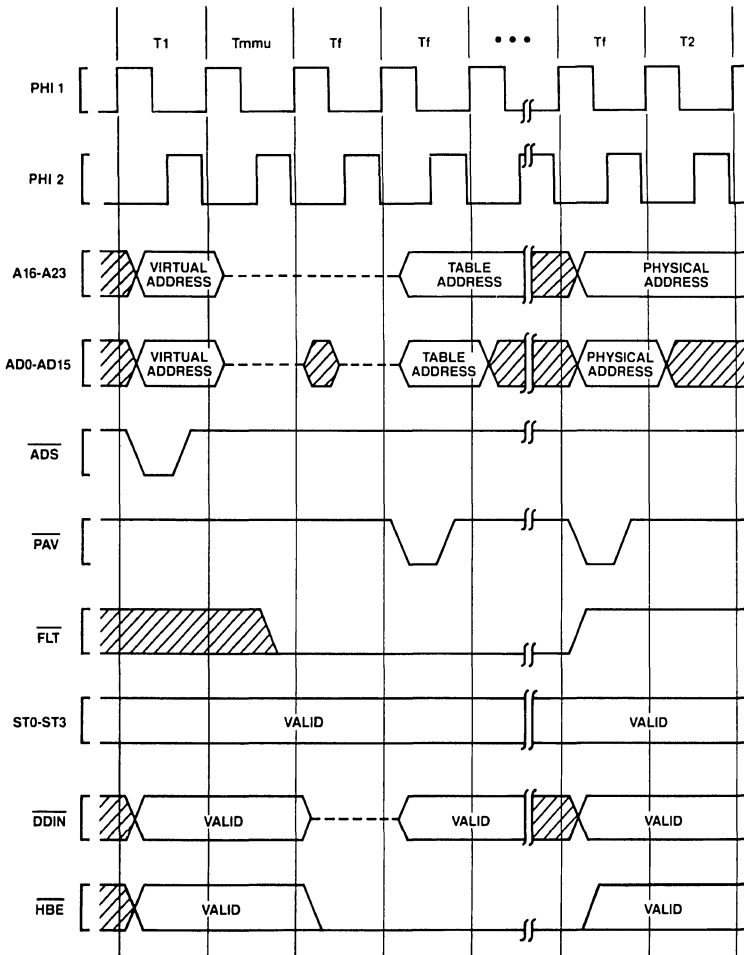 T1 Tmmu Tf Tf • • • Tf T2
PHI 1
PHI 2
A16-A23 VIRTUAL ADDRESS TABLE ADDRESS PHYSICAL ADDRESS
AD0-AD15 VIRTUAL ADDRESS TABLE ADDRESS PHYSICAL ADDRESS
ADS
PAV
FLT
ST0-ST3 VALID VALID
DDIN VALID VALID VALID
HBE VALID VALID